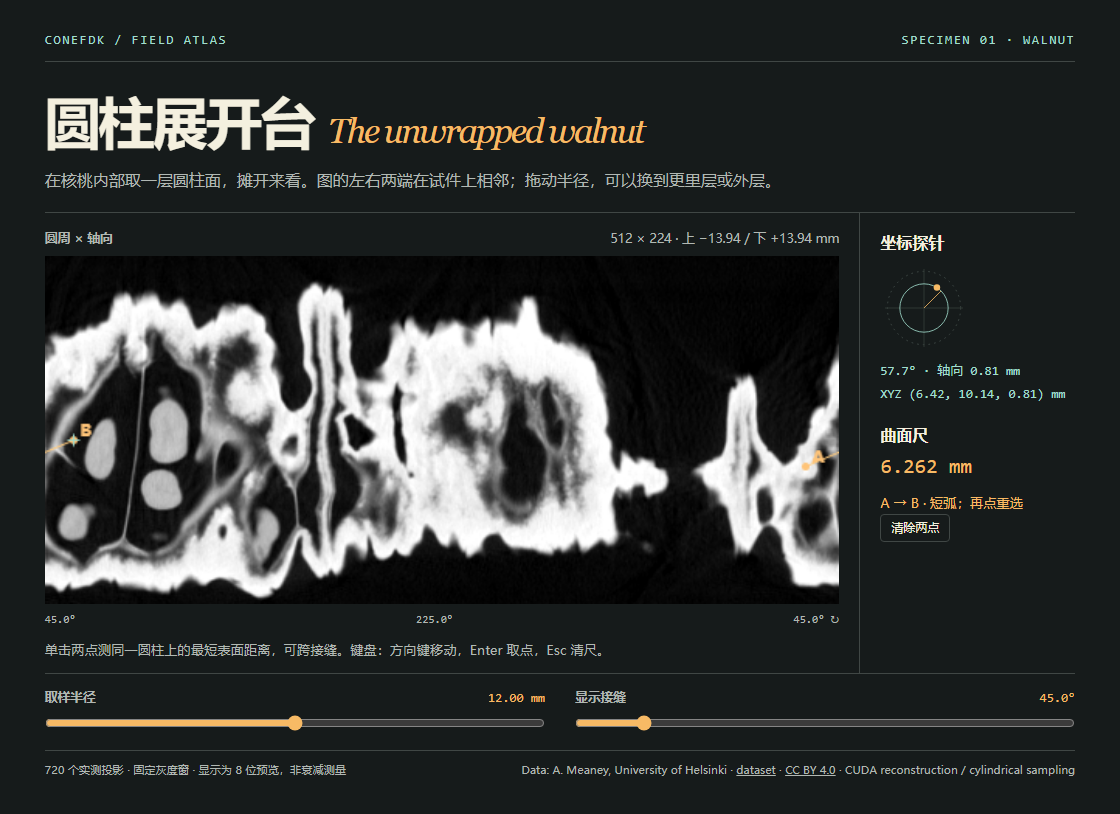 CONEFDK / FIELD ATLAS
SPECIMEN 01 · WALNUT
圆柱展开台 The unwrapped walnut
在核桃内部取一层圆柱面，摊开来看。图的左右两端在试件上相邻；拖动半径，可以换到更里层或外层。
圆周 × 轴向
512 × 224 · 上 −13.94 / 下 +13.94 mm
B
A
45.0°
225.0°
45.0° ↻
单击两点测同一圆柱上的最短表面距离，可跨接缝。键盘：方向键移动，Enter 取点，Esc 清尺。
坐标探针
57.7° · 轴向 0.81 mm
XYZ (6.42, 10.14, 0.81) mm
曲面尺
6.262 mm
A → B · 短弧；再点重选
清除两点
取样半径
12.00 mm
显示接缝
45.0°
720 个实测投影 · 固定灰度窗 · 显示为 8 位预览，非衰减测量
Data: A. Meaney, University of Helsinki · dataset · CC BY 4.0 · CUDA reconstruction / cylindrical sampling